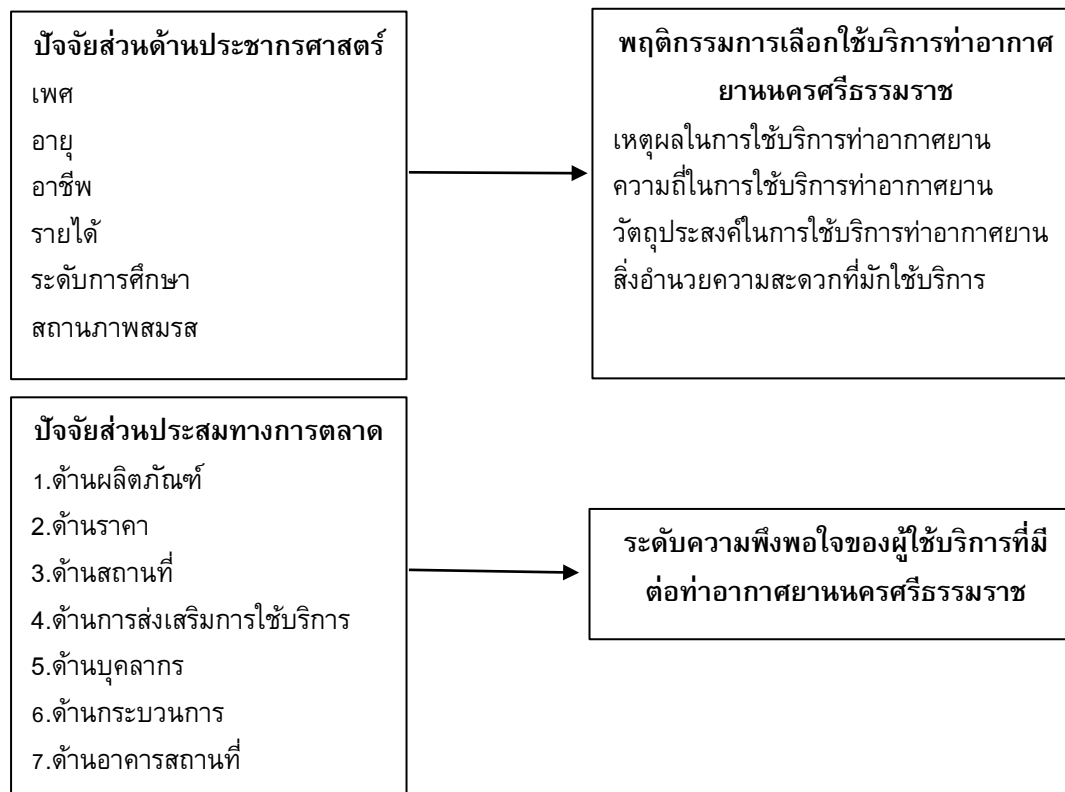 ปัจจัยส่วนด้านประชากรศาสตร์
เพศ
อายุ
อาชีพ
รายได้
ระดับการศึกษา
สถานภาพสมรส
พฤติกรรมการเลือกใช้บริการท่าอากาศ
ยานนครศรีธรรมราช
เหตุผลในการใช้บริการท่าอากาศยาน
ความถี่ในการใช้บริการท่าอากาศยาน
วัตถุประสงค์ในการใช้บริการท่าอากาศยาน
สิ่งอำนวยความสะดวกที่มักใช้บริการ
ปัจจัยส่วนประสมทางการตลาด
1.ด้านผลิตภัณฑ์
2.ด้านราคา
3.ด้านสถานที่
4.ด้านการส่งเสริมการใช้บริการ
5.ด้านบุคลากร
6.ด้านกระบวนการ
7.ด้านอาคารสถานที่
ระดับความพึงพอใจของผู้ใช้บริการที่มี
ต่อท่าอากาศยานนครศรีธรรมราช